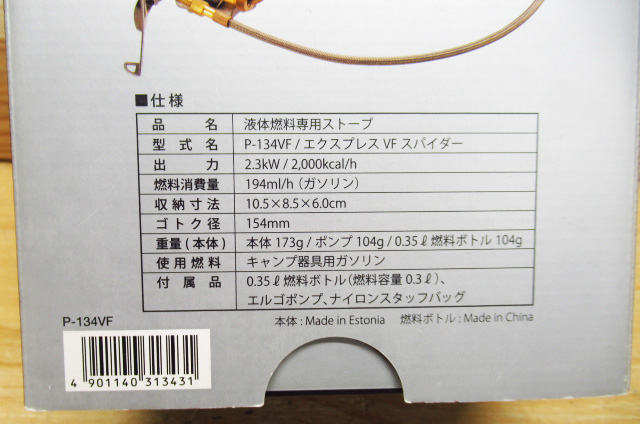 ■仕様
品名 液体燃料専用ストーブ
型式名 P-134VF / エクスプレス VF スパイダー
出力 2.3kW / 2,000kcal/h
燃料消費量 194ml/h (ガソリン)
収納寸法 10.5×8.5×6.0cm
ゴトク径 154mm
重量(本体) 本体 173g / ポンプ 104g / 0.35ℓ燃料ボトル 104g
使用燃料 キャンプ器具用ガソリン
付属品 0.35ℓ燃料ボトル(燃料容量 0.3ℓ)、
エルゴポンプ、ナイロンスタッフバッグ
P-134VF
本体 : Made in Estonia 燃料ボトル : Made in China
4 901140 313431